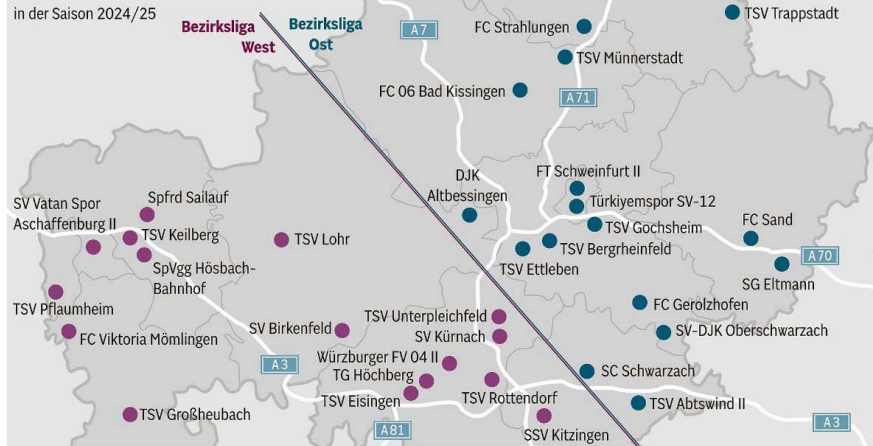 in der Saison 2024/25
Bezirksliga
West
Bezirksliga
Ost
A7
FC Strahlungen
TSV Trappstadt
TSV Münnerstadt
FC 06 Bad Kissingen
A71
DJK
Altbessingen
FT Schweinfurt II
Türkiyemspor SV-12
TSV Gochsheim
TSV Bergrheinfeld
TSV Ettleben
FC Sand
A70
SG Eltmann
FC Gerolzhofen
SV-DJK Oberschwarzach
SC Schwarzach
TSV Abtswind II
A3
SV Vatan Spor
Aschaffenburg II
Spfrd Sailauf
TSV Keilberg
SpVgg Hösbach-
Bahnhof
TSV Lohr
TSV Pflaumheim
FC Viktoria Mömlingen
SV Birkenfeld
TSV Unterpleichfeld
SV Kürnach
Würzburger FV 04 II
TG Höchberg
TSV Eisingen
TSV Rottendorf
A3
TSV Großheubach
A81
SSV Kitzingen